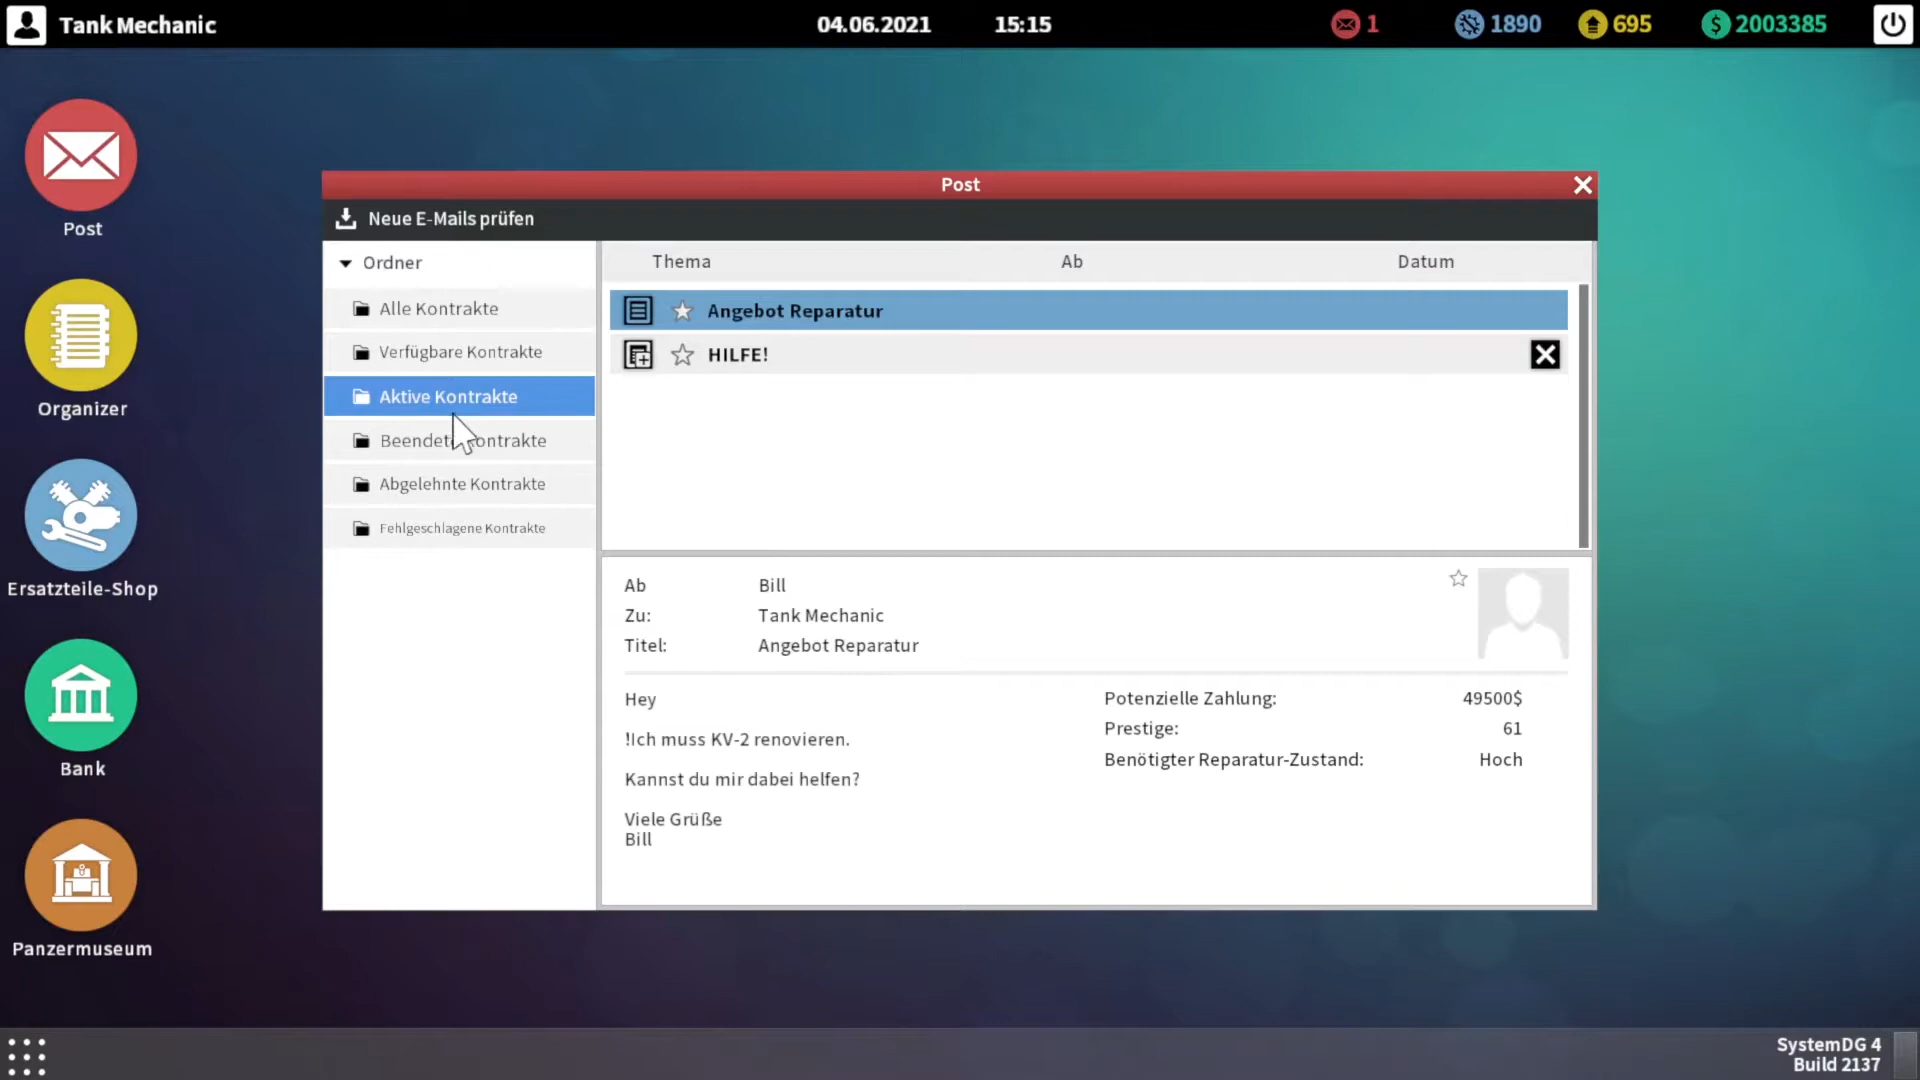 Tank Mechanic
04.06.2021
15:15
1
1890
695
2003385
Post
Organizer
Ersatzteile-Shop
Bank
Panzermuseum
Post
Neue E-Mails prüfen
Ordner
Alle Kontrakte
Verfügbare Kontrakte
Aktive Kontrakte
Beendete Kontrakte
Abgelehnte Kontrakte
Fehlgeschlagene Kontrakte
Thema Ab Datum
Angebot Reparatur
HILFE!
Ab Bill
Zu: Tank Mechanic
Titel: Angebot Reparatur
Hey
!Ich muss KV-2 renovieren.
Kannst du mir dabei helfen?
Viele Grüße
Bill
Potenzielle Zahlung: 49500$
Prestige: 61
Benötigter Reparatur-Zustand: Hoch
SystemDG 4
Build 2137